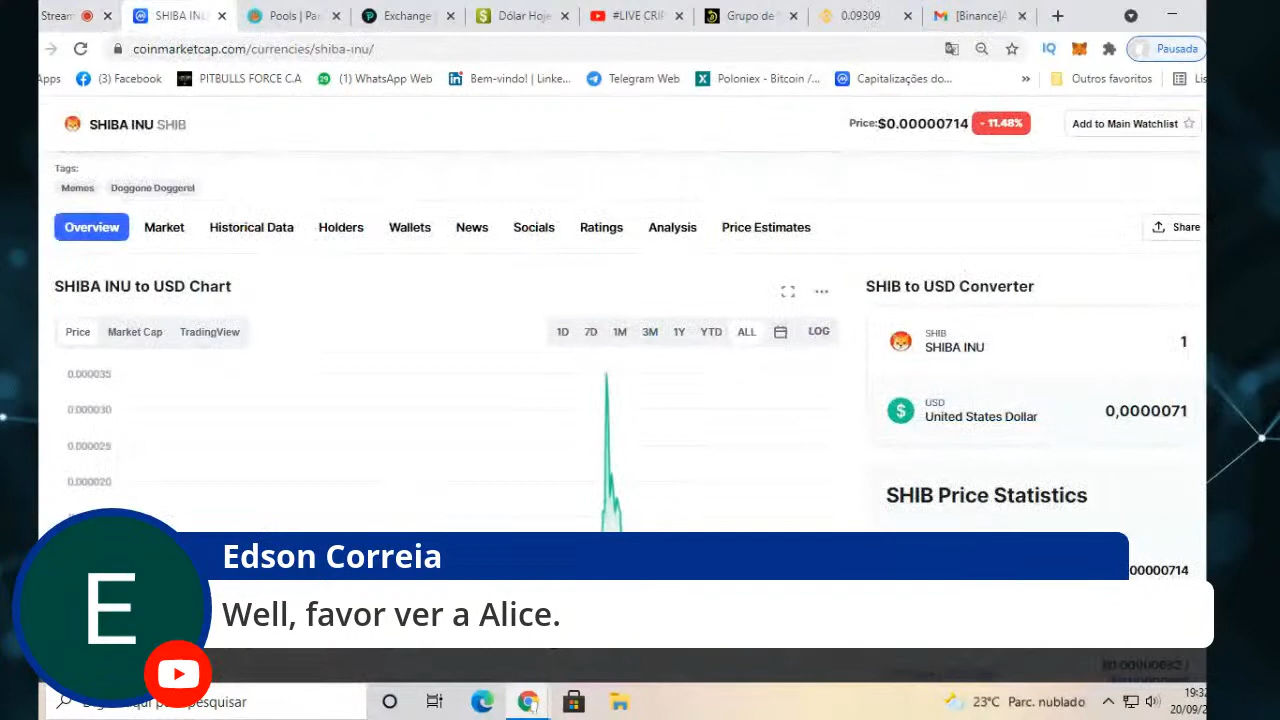 Stream
SHIBA INU
Pools | Pan
Exchange |
Dólar Hoje
#LIVE CRIP
Grupo de
0.09309
[Binance]A
coinmarketcap.com/currencies/shiba-inu/
Pausada
Apps
(3) Facebook
PITBULLS FORCE C.A
(1) WhatsApp Web
Bem-vindo! | Linke...
Telegram Web
Poloniex - Bitcoin /...
Capitalizações do...
»
Outros favoritos
Lis
SHIBA INU SHIB
Price:$0.00000714
- 11.48%
Add to Main Watchlist
Tags:
Memes
Doggone Doggerel
Overview
Market
Historical Data
Holders
Wallets
News
Socials
Ratings
Analysis
Price Estimates
Share
SHIBA INU to USD Chart
SHIB to USD Converter
Price
Market Cap
TradingView
1D
7D
1M
3M
1Y
YTD
ALL
LOG
SHIB
SHIBA INU
1
USD
United States Dollar
0,0000071
0.000035
0.000030
0.000025
0.000020
SHIB Price Statistics
00000714
E
Edson Correia
Well, favor ver a Alice.
pesquisar
23°C Parc. nublado
19:32
20/09/2